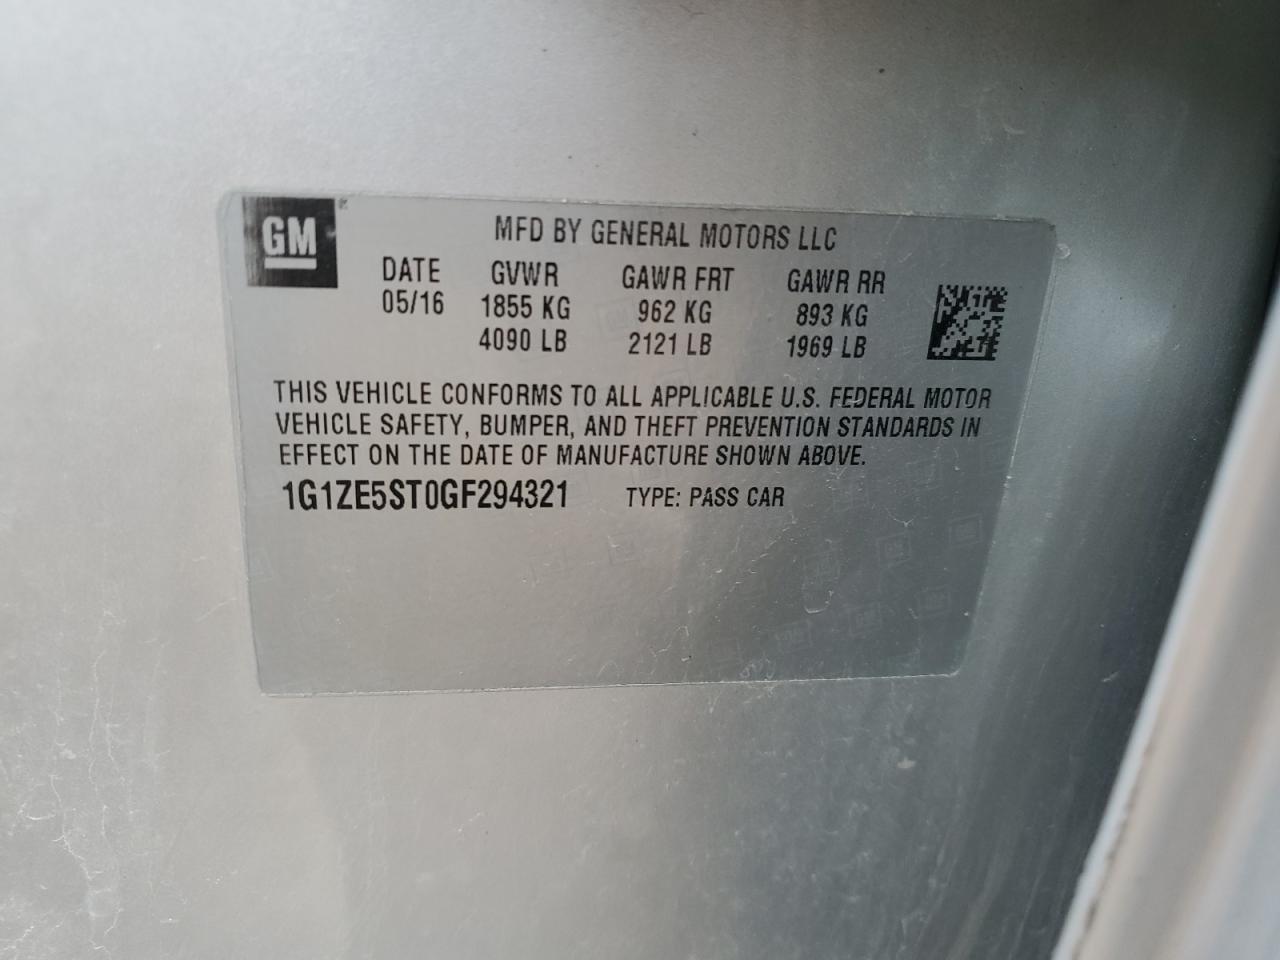 GM
MFD BY GENERAL MOTORS LLC
DATE GVWR GAWR FRT GAWR RR
05/16 1855 KG 962 KG 893 KG
4090 LB 2121 LB 1969 LB
THIS VEHICLE CONFORMS TO ALL APPLICABLE U.S. FEDERAL MOTOR
VEHICLE SAFETY, BUMPER, AND THEFT PREVENTION STANDARDS IN
EFFECT ON THE DATE OF MANUFACTURE SHOWN ABOVE.
1G1ZE5ST0GF294321 TYPE: PASS CAR